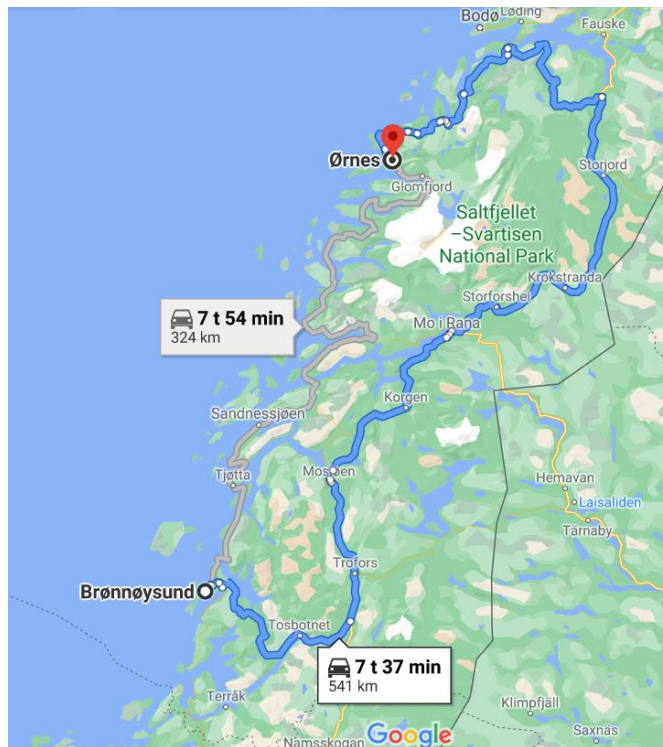 Bodø
Løding
Fauske
Ørnes
Glomfjord
Storjord
Saltfjellet
–Svartisen
National Park
Krokstranda
Storforshei
7 t 54 min
324 km
Mo i Rana
Korgen
Sandnessjøen
Mosjøen
Tjøtta
Hemavan
Laisaliden
Tärnaby
Trofors
Brønnøysund
Tosbotnet
7 t 37 min
541 km
Terråk
Klimpfjäll
Google
Namsskogan
Saxnäs